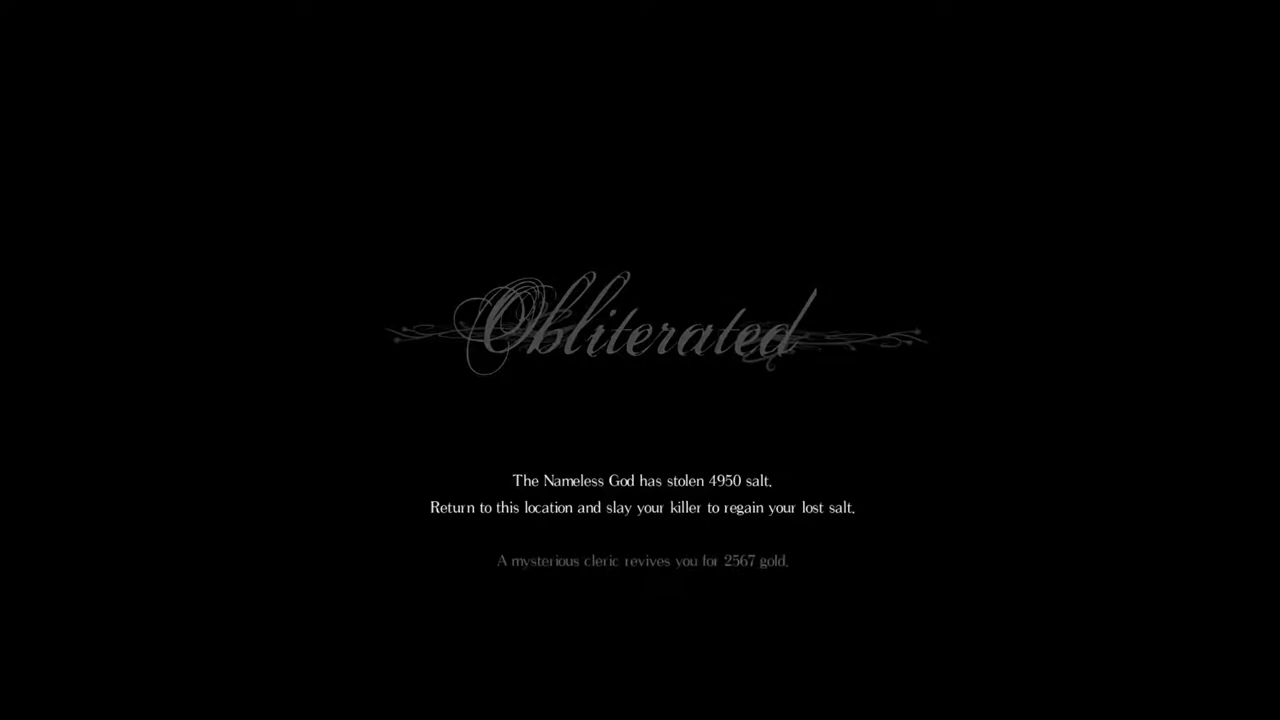 Obliterated
The Nameless God has stolen 4950 salt.
Return to this location and slay your killer to regain your lost salt.
A mysterious cleric revives you for 2567 gold.